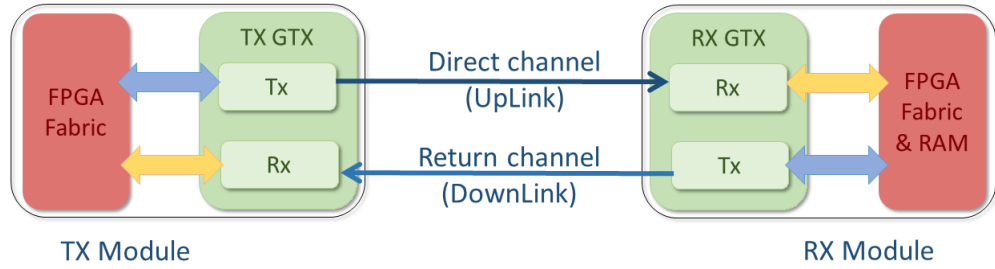 TX GTX
FPGA
Fabric
Tx
Rx
Direct channel
(UpLink)
Return channel
(DownLink)
RX GTX
Rx
Tx
FPGA
Fabric
& RAM
TX Module
RX Module